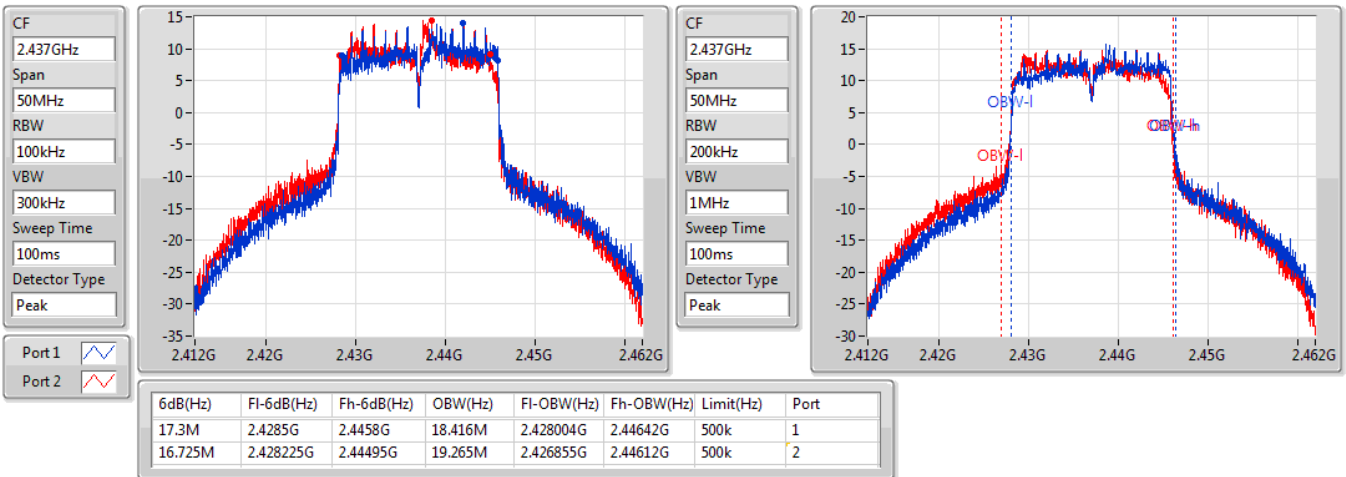 CF
2.437GHz
Span
50MHz
RBW
100kHz
VBW
300kHz
Sweep Time
100ms
Detector Type
Peak
15
10
5
0
-5
-10
-15
-20
-25
-30
-35
2.412G 2.42G 2.43G 2.44G 2.45G 2.462G
CF
2.437GHz
Span
50MHz
RBW
200kHz
VBW
1MHz
Sweep Time
100ms
Detector Type
Peak
20
15
10
5
0
-5
-10
-15
-20
-25
-30
OBW-l
OBW-l
OBW-h
2.412G 2.42G 2.43G 2.44G 2.45G 2.462G
Port 1
Port 2
6dB(Hz) Fl-6dB(Hz) Fh-6dB(Hz) OBW(Hz) Fl-OBW(Hz) Fh-OBW(Hz) Limit(Hz) Port
17.3M 2.4285G 2.4458G 18.416M 2.428004G 2.44642G 500k 1
16.725M 2.428225G 2.44495G 19.265M 2.426855G 2.44612G 500k 2